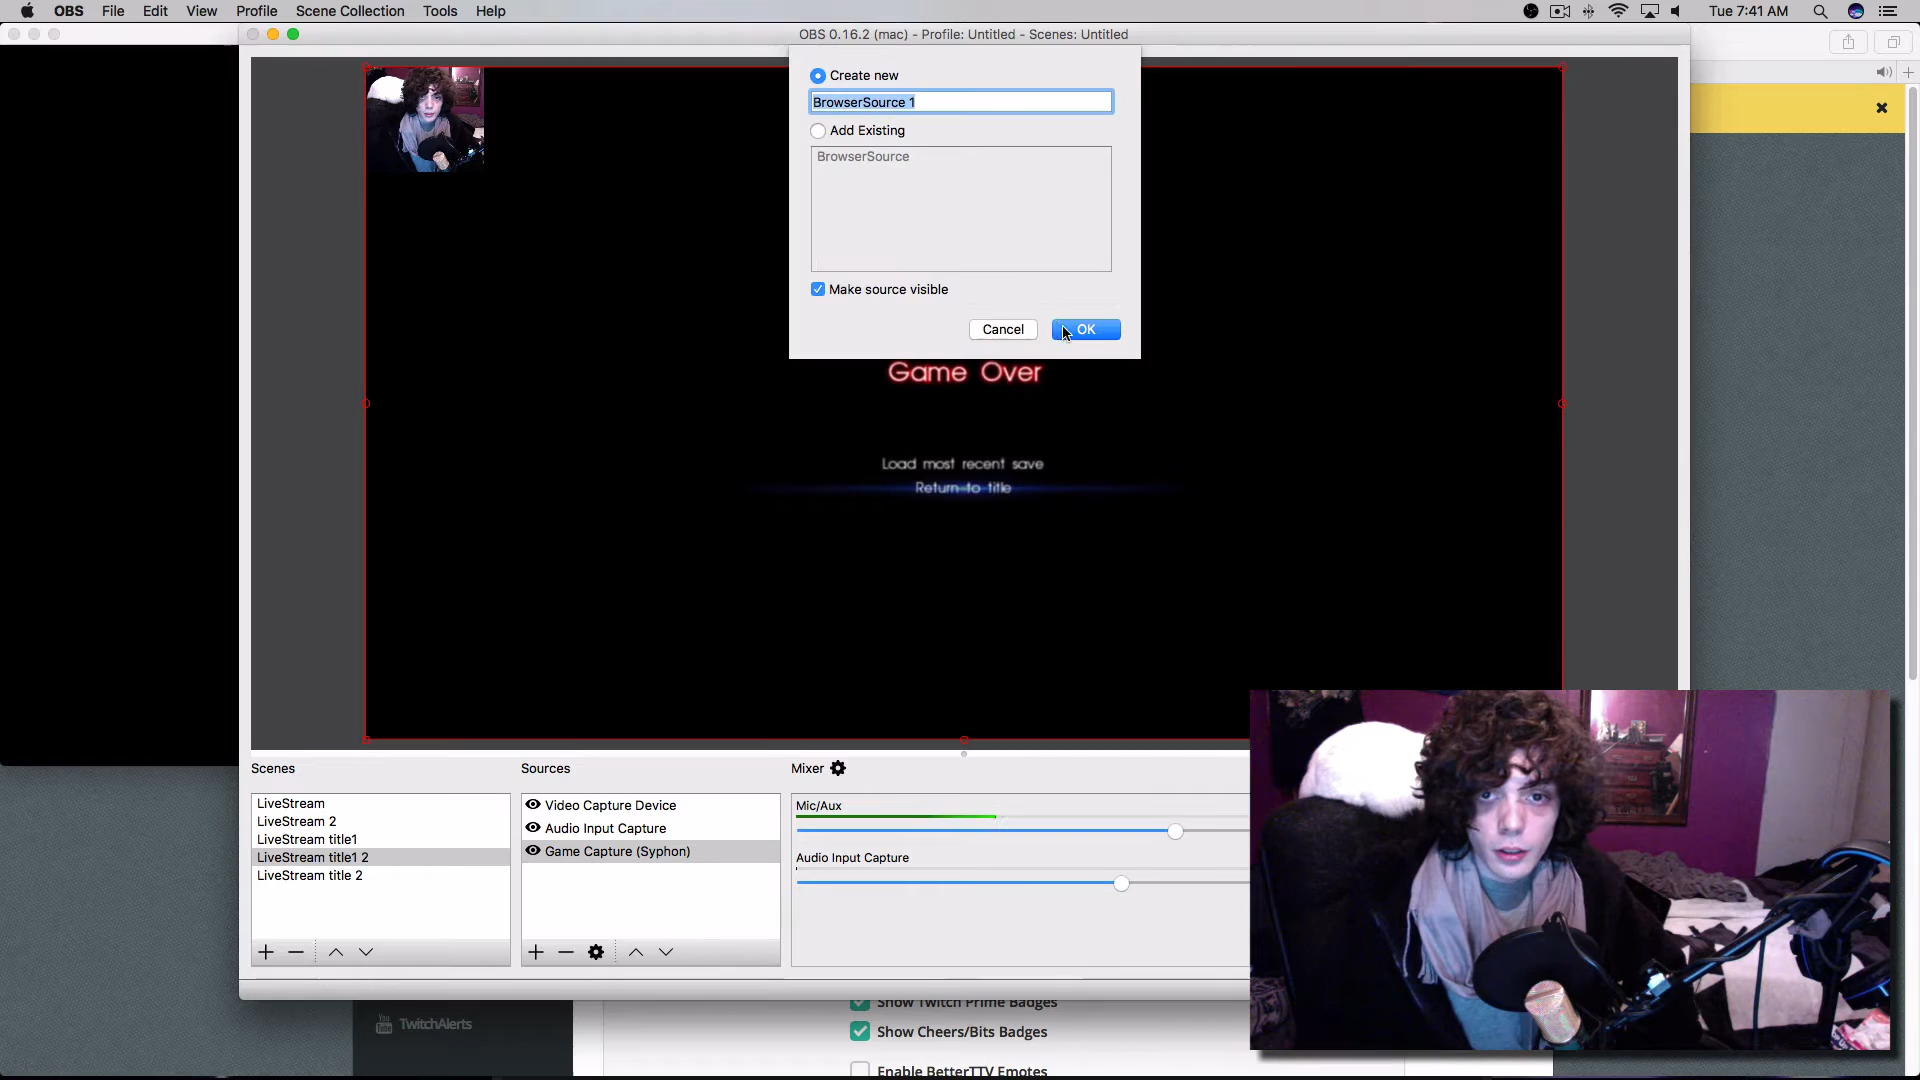 OBS File Edit View Profile Scene Collection Tools Help Tue 7:41 AM
OBS 0.16.2 (mac) - Profile: Untitled - Scenes: Untitled
Create new
BrowserSource 1
Add Existing
BrowserSource
Make source visible
Cancel OK
Game Over
Load most recent save
Return to title
Scenes
LiveStream
LiveStream 2
LiveStream title1
LiveStream title1 2
LiveStream title 2
Sources
Video Capture Device
Audio Input Capture
Game Capture (Syphon)
Mixer
Mic/Aux
Audio Input Capture
You Tube
TwitchAlerts
Show Twitch Prime Badges
Show Cheers/Bits Badges
Enable BetterTTV Emotes